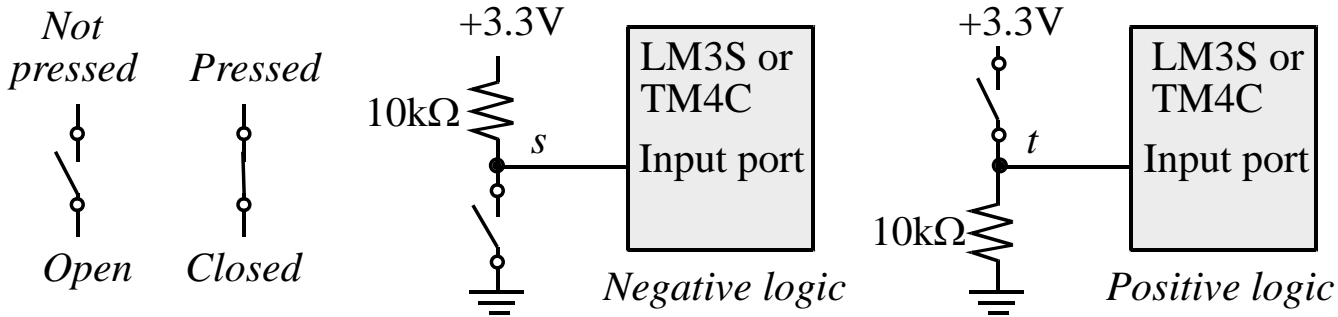 Not
pressed
Pressed
Open
Closed
+3.3V
10kΩ
s
LM3S or
TM4C
Input port
Negative logic
+3.3V
t
10kΩ
LM3S or
TM4C
Input port
Positive logic